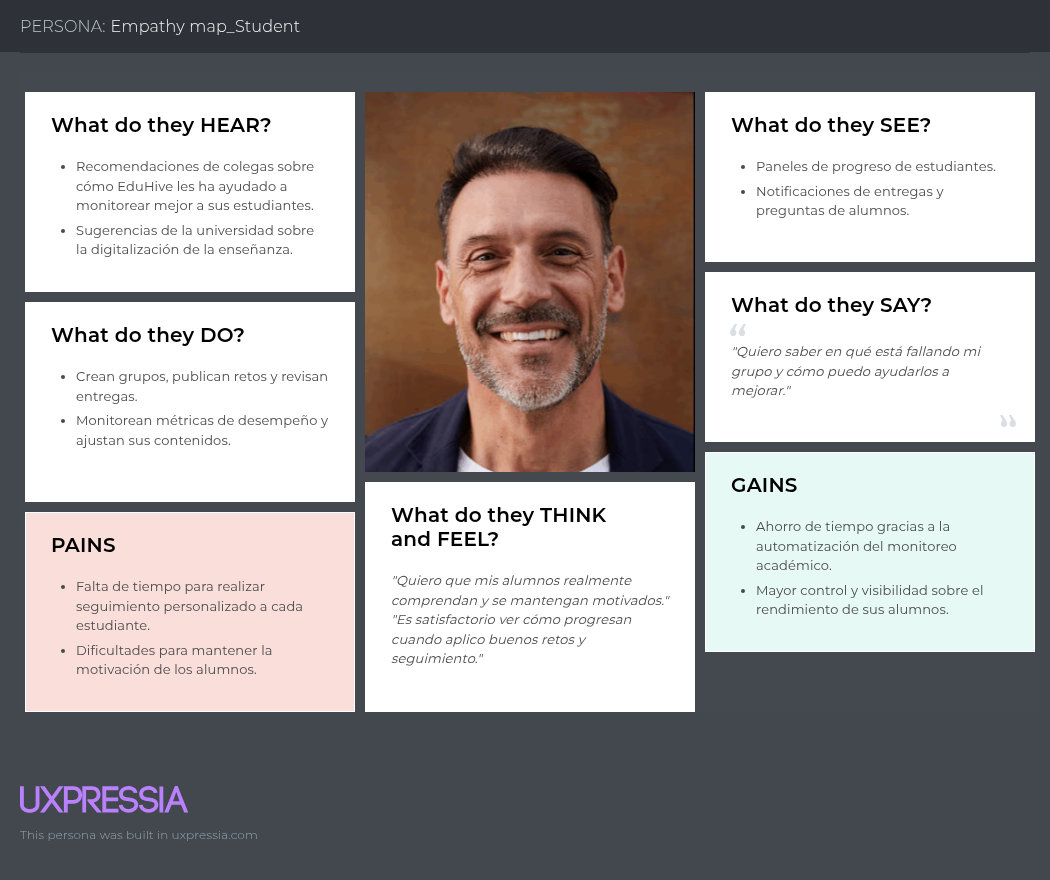 PERSONA: Empathy map_Student
What do they HEAR?
• Recomendaciones de colegas sobre
cómo EduHive les ha ayudado a
monitorear mejor a sus estudiantes.
• Sugerencias de la universidad sobre
la digitalización de la enseñanza.
What do they DO?
• Crean grupos, publican retos y revisan
entregas.
• Monitorean métricas de desempeño y
ajustan sus contenidos.
PAINS
• Falta de tiempo para realizar
seguimiento personalizado a cada
estudiante.
• Dificultades para mantener la
motivación de los alumnos.
What do they THINK
and FEEL?
"Quiero que mis alumnos realmente
comprendan y se mantengan motivados."
"Es satisfactorio ver cómo progresan
cuando aplico buenos retos y
seguimiento."
What do they SEE?
• Paneles de progreso de estudiantes.
• Notificaciones de entregas y
preguntas de alumnos.
What do they SAY?
“
"Quiero saber en qué está fallando mi
grupo y cómo puedo ayudarlos a
mejorar."
”
GAINS
• Ahorro de tiempo gracias a la
automatización del monitoreo
académico.
• Mayor control y visibilidad sobre el
rendimiento de sus alumnos.
UXPRESSIA
This persona was built in uxpressia.com